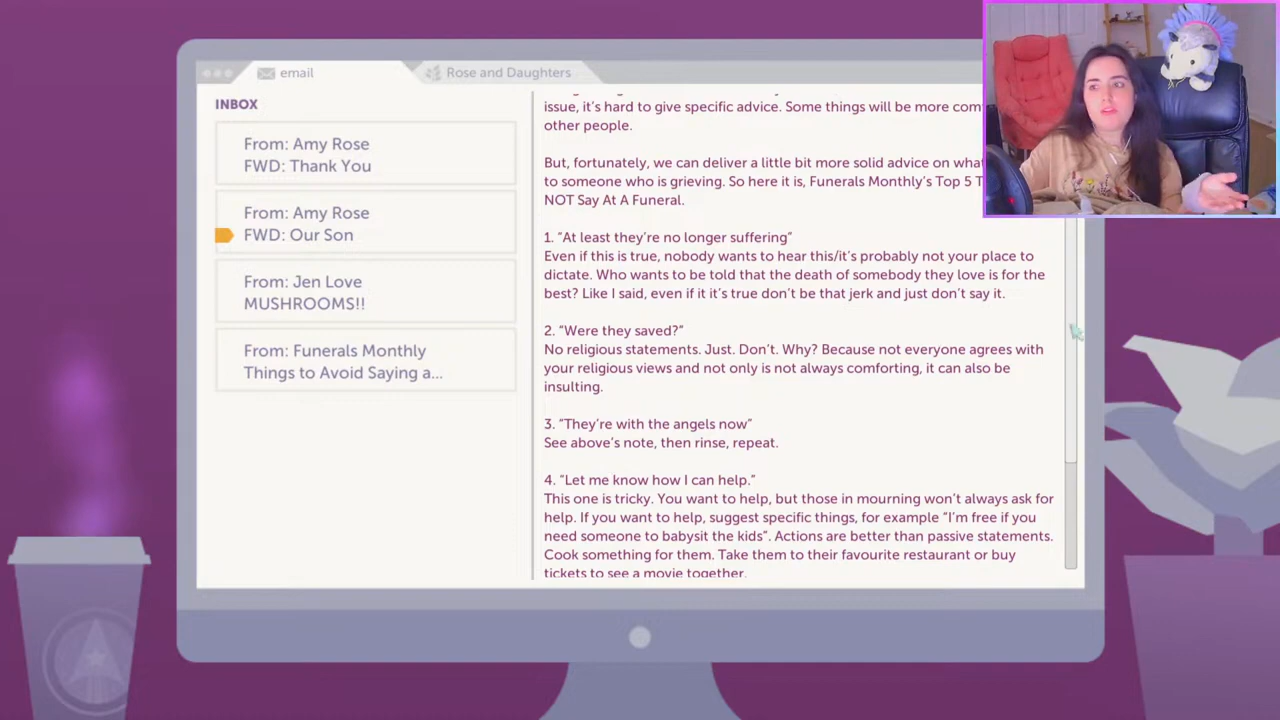 email
Rose and Daughters
INBOX
From: Amy Rose
FWD: Thank You
From: Amy Rose
FWD: Our Son
From: Jen Love
MUSHROOMS!!
From: Funerals Monthly
Things to Avoid Saying a...
issue, it's hard to give specific advice. Some things will be more com
other people.
But, fortunately, we can deliver a little bit more solid advice on what
to someone who is grieving. So here it is, Funerals Monthly's Top 5 T
NOT Say At A Funeral.
1. "At least they're no longer suffering"
Even if this is true, nobody wants to hear this/it's probably not your place to
dictate. Who wants to be told that the death of somebody they love is for the
best? Like I said, even if it it's true don't be that jerk and just don't say it.
2. "Were they saved?"
No religious statements. Just. Don't. Why? Because not everyone agrees with
your religious views and not only is not always comforting, it can also be
insulting.
3. "They're with the angels now"
See above's note, then rinse, repeat.
4. "Let me know how I can help."
This one is tricky. You want to help, but those in mourning won't always ask for
help. If you want to help, suggest specific things, for example "I'm free if you
need someone to babysit the kids". Actions are better than passive statements.
Cook something for them. Take them to their favourite restaurant or buy
tickets to see a movie together.